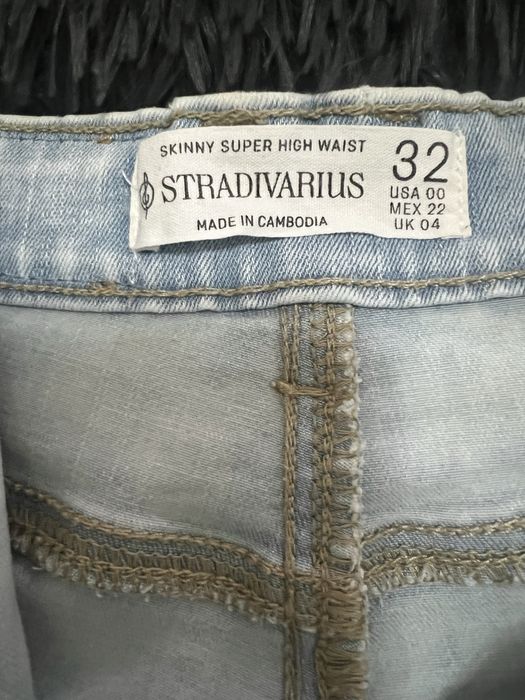 SKINNY SUPER HIGH WAIST
STRADIVARIUS
MADE IN CAMBODIA
32
USA 00
MEX 22
UK 04